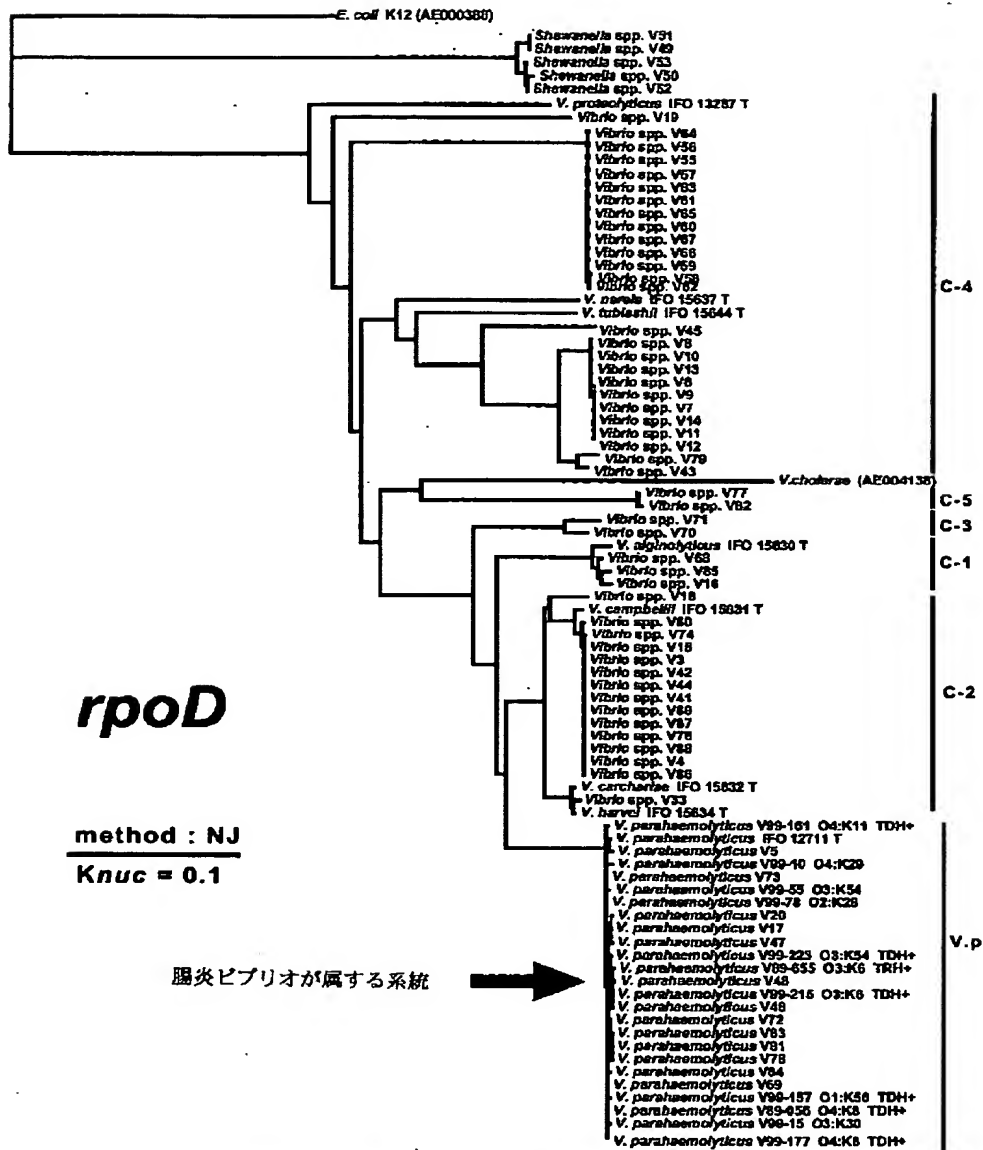 E. coli K12 (AE000388)
Shewanella spp. V51
Shewanella spp. V49
Shewanella spp. V53
Shewanella spp. V50
Shewanella spp. V52
V. proteolyticus IFO 13287 T
Vibrio spp. V19
Vibrio spp. V64
Vibrio spp. V56
Vibrio spp. V55
Vibrio spp. V57
Vibrio spp. V63
Vibrio spp. V61
Vibrio spp. V65
Vibrio spp. V60
Vibrio spp. V67
Vibrio spp. V66
Vibrio spp. V59
Vibrio spp. V58
Vibrio spp. V62
C-4
V. nereis IFO 15637 T
V. tubiashii IFO 15644 T
Vibrio spp. V45
Vibrio spp. V8
Vibrio spp. V10
Vibrio spp. V13
Vibrio spp. V6
Vibrio spp. V9
Vibrio spp. V7
Vibrio spp. V14
Vibrio spp. V11
Vibrio spp. V12
Vibrio spp. V79
Vibrio spp. V43
V.cholerae (AE004138)
Vibrio spp. V77
Vibrio spp. V82
C-5
Vibrio spp. V71
Vibrio spp. V70
C-3
V. alginolyticus IFO 15630 T
Vibrio spp. V68
Vibrio spp. V85
Vibrio spp. V16
C-1
Vibrio spp. V18
V. campbellii IFO 15631 T
Vibrio spp. V80
Vibrio spp. V74
Vibrio spp. V15
Vibrio spp. V3
Vibrio spp. V42
Vibrio spp. V44
Vibrio spp. V41
Vibrio spp.
Vibrio spp. V87
Vibrio spp.
Vibrio spp. V88
Vibrio spp. V4
Vibrio spp. V86
C-2
V. carchariae IFO 15632 T
Vibrio spp. V33
V. harvei IFO 15634 T
rpoD
method : NJ
Knuc = 0.1
V. parahaemolyticus V99-161 O4:K11 TDH+
V. parahaemolyticus IFO 12711 T
V. parahaemolyticus V5
V. parahaemolyticus V99-10 O4:K29
V. parahaemolyticus V73
V. parahaemolyticus V99-55 O3:K54
V. parahaemolyticus V99-78 O2:K28
V. parahaemolyticus V20
V. parahaemolyticus V17
V. parahaemolyticus V47
V. parahaemolyticus V99-223 O3:K54 TDH+
V. parahaemolyticus V89-655 O3:K6 TRH+
V. parahaemolyticus V48
V. parahaemolyticus V99-215 O3:K6 TDH+
V. parahaemolyticus
V. parahaemolyticus V72
V. parahaemolyticus V83
V. parahaemolyticus V81
V. parahaemolyticus V78
V. parahaemolyticus V84
V. parahaemolyticus V69
V. parahaemolyticus V99-157 O1:K56 TDH+
V. parahaemolyticus V89-656 O4:K8 TDH+
V. parahaemolyticus V99-15 O3:K30
V. parahaemolyticus V99-177 O4:K8 TDH+
V.p
腸炎ビブリオが属する系統